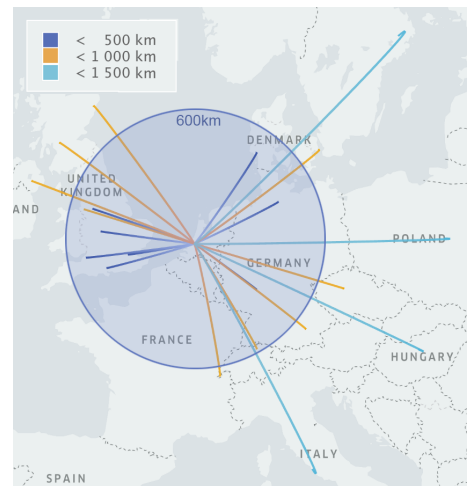 < 500 km
< 1 000 km
< 1 500 km
600km
DENMARK
UNITED
KINGDOM
AND
POLAND
GERMANY
FRANCE
HUNGARY
ITALY
SPAIN